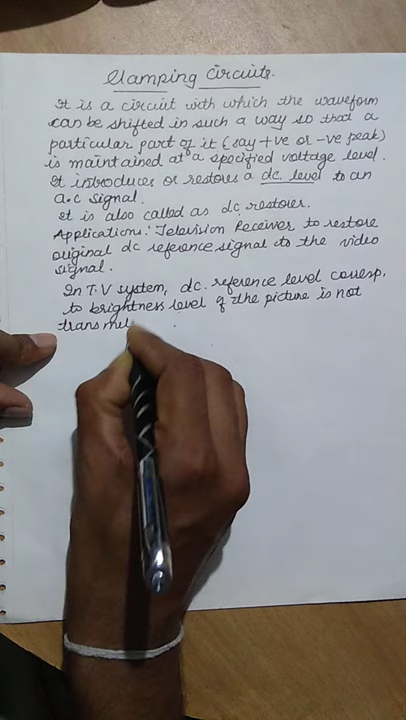 Clamping Circuits.
It is a circuit with which the waveform
can be shifted in such a way so that a
particular part of it (say +ve or -ve peak)
is maintained at a specified voltage level.
It introduces or restores a dc level to an
a.c signal.
It is also called as d.c. restorer.
Applications: Television Receiver to restore
original dc reference signal to the video
signal.
In T.V system, d.c. reference level corresp.
to brightness level of the picture is not
transmit